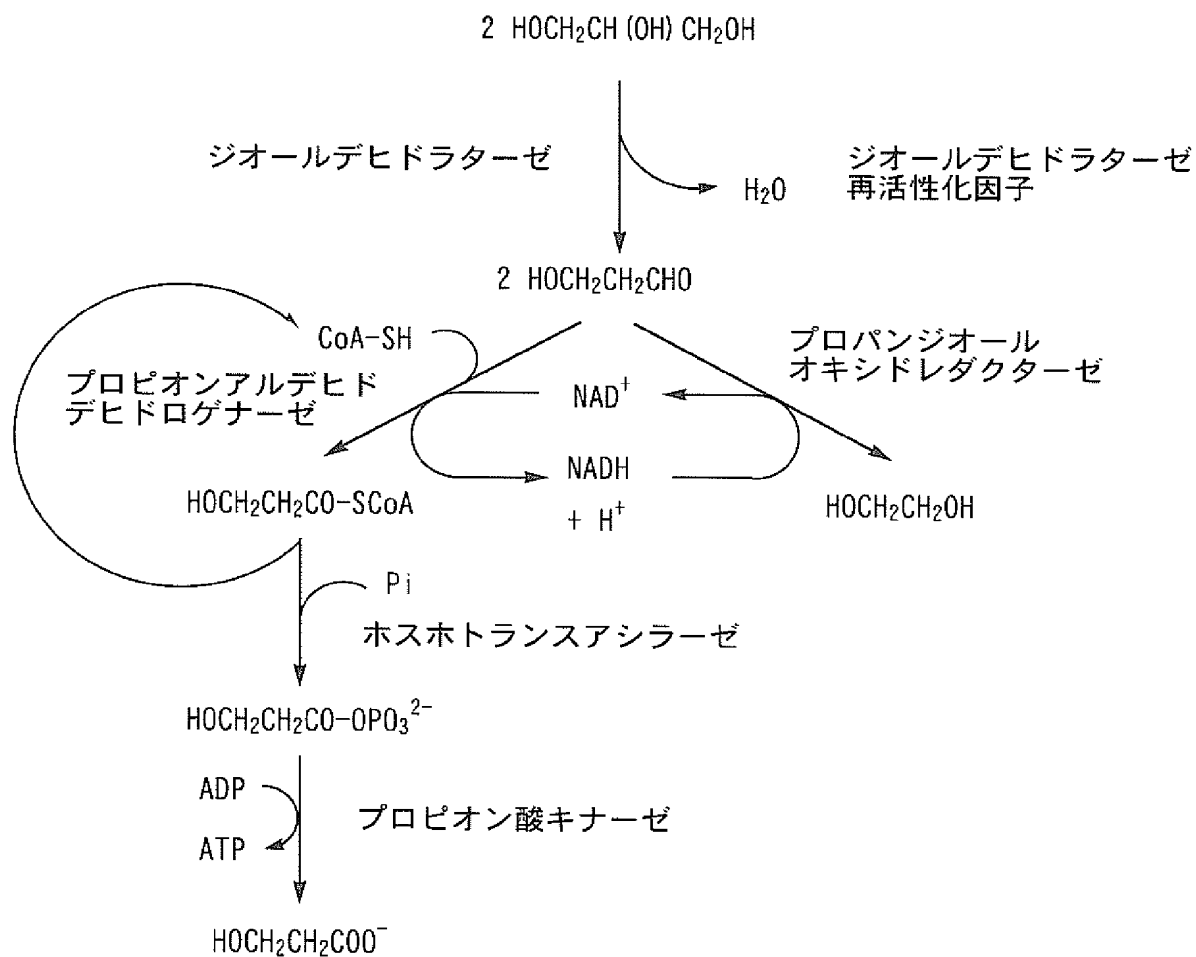 2 HOCH₂CH(OH)CH₂OH
ジオールデヒドラターゼ
H₂O
ジオールデヒドラターゼ
再活性化因子
2 HOCH₂CH₂CHO
CoA-SH
プロピオンアルデヒド
デヒドロゲナーゼ
NAD⁺
プロパンジオール
オキシドレダクターゼ
NADH
+ H⁺
HOCH₂CH₂CO-SCoA
HOCH₂CH₂OH
Pi
ホスホトランスアシラーゼ
HOCH₂CH₂CO-OPO₃²⁻
ADP
ATP
プロピオン酸キナーゼ
HOCH₂CH₂COO⁻